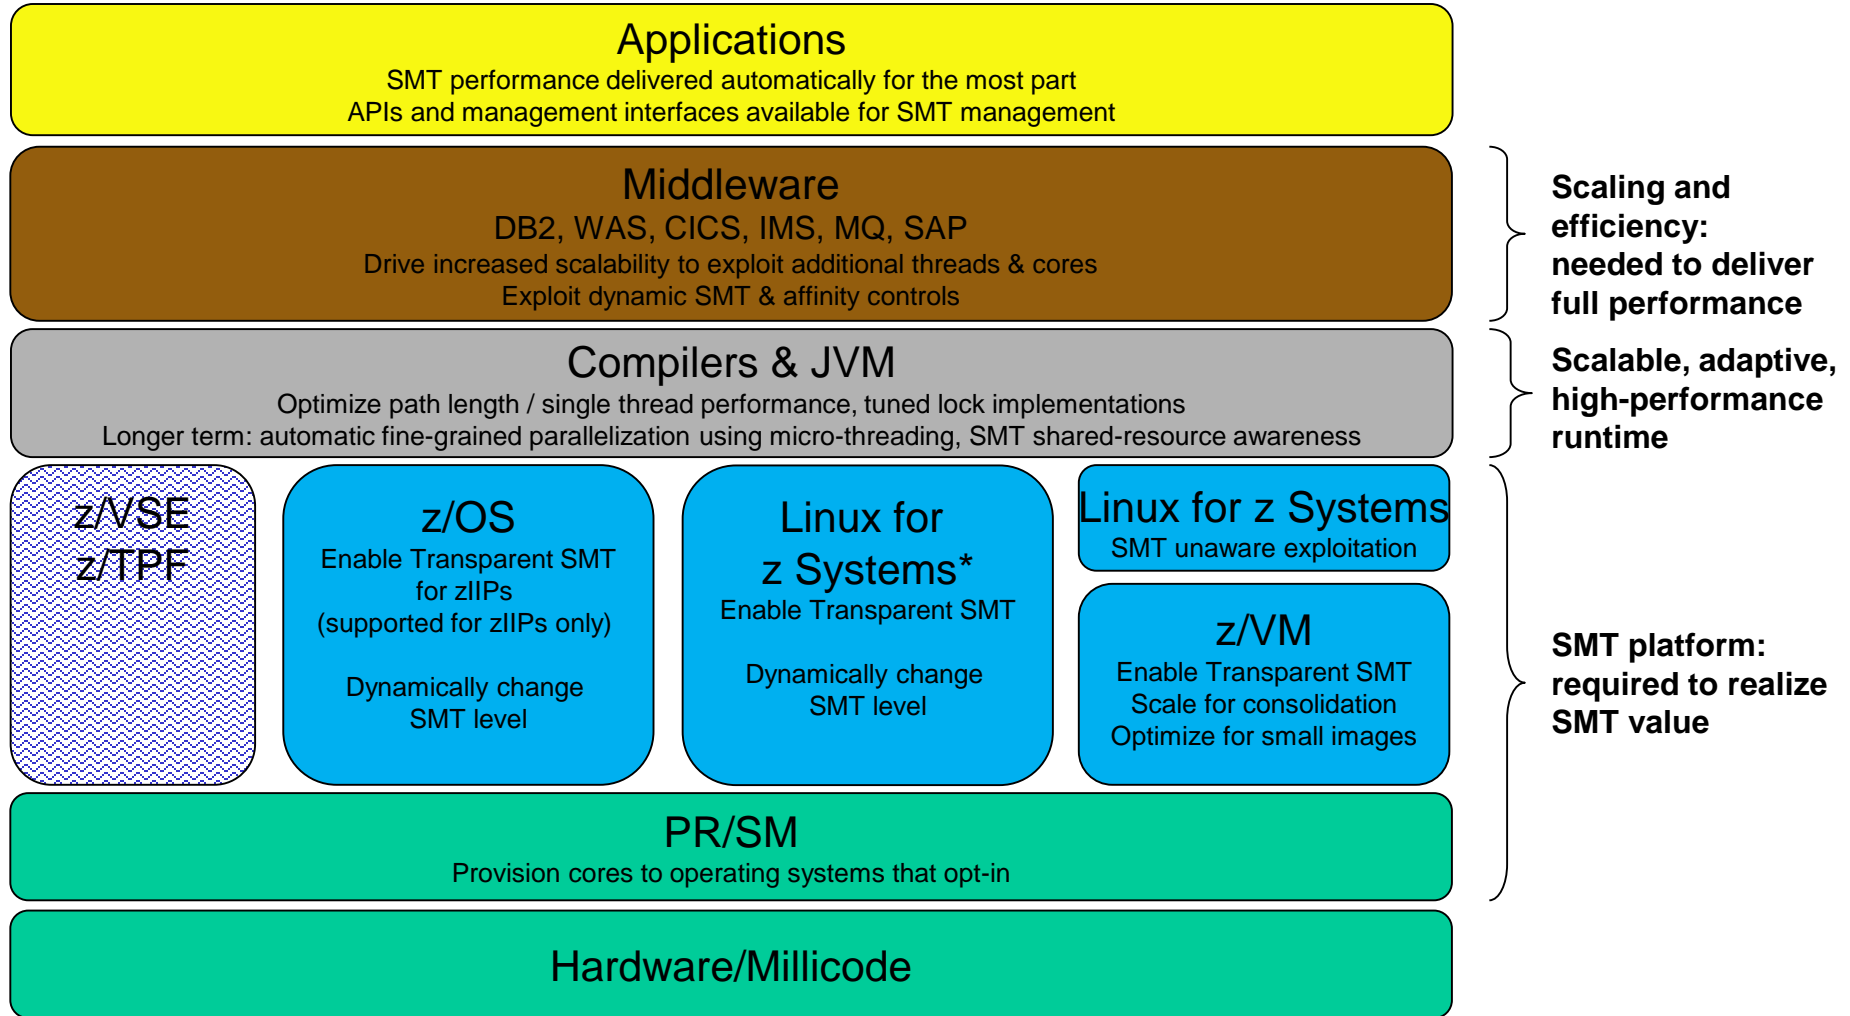 Applications
SMT performance delivered automatically for the most part
APIs and management interfaces available for SMT management
Middleware
DB2, WAS, CICS, IMS, MQ, SAP
Drive increased scalability to exploit additional threads & cores
Exploit dynamic SMT & affinity controls
Scaling and
efficiency:
needed to deliver
full performance
Compilers & JVM
Optimize path length / single thread performance, tuned lock implementations
Longer term: automatic fine-grained parallelization using micro-threading, SMT shared-resource awareness
Scalable, adaptive,
high-performance
runtime
z/VSE
z/TPF
z/OS
Enable Transparent SMT
for zIIPs
(supported for zIIPs only)
Dynamically change
SMT level
Linux for
z Systems*
Enable Transparent SMT
Dynamically change
SMT level
Linux for z Systems
SMT unaware exploitation
z/VM
Enable Transparent SMT
Scale for consolidation
Optimize for small images
SMT platform:
required to realize
SMT value
PR/SM
Provision cores to operating systems that opt-in
Hardware/Millicode